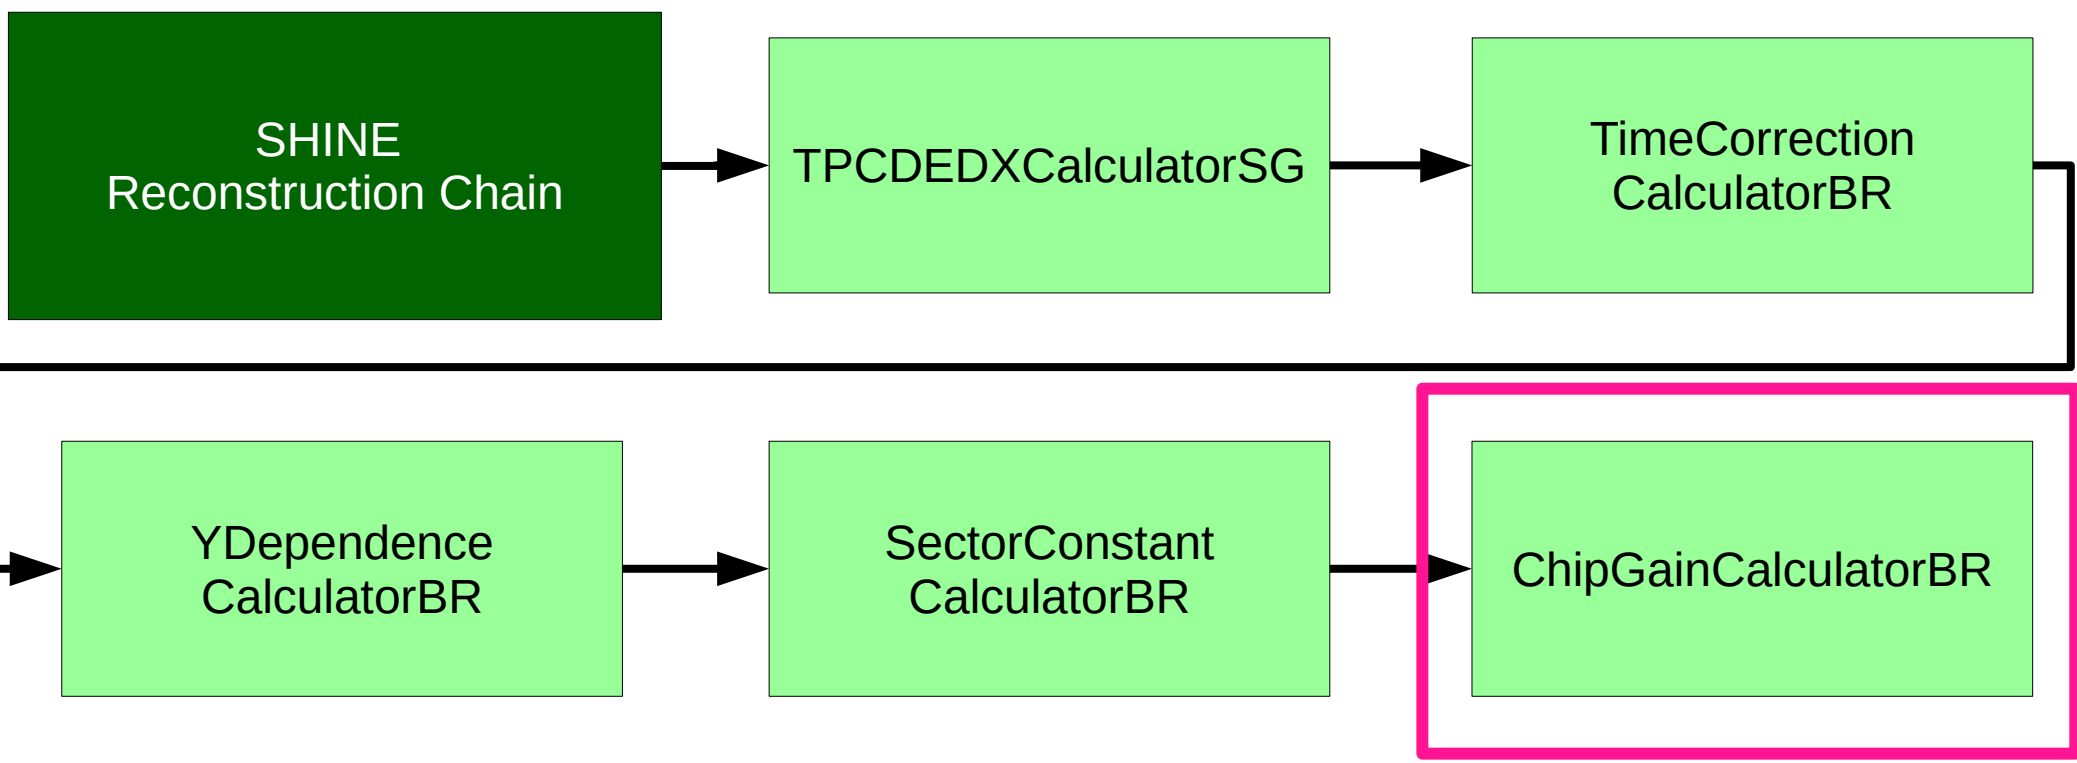 SHINE
Reconstruction Chain
TPCDEDXCalculatorSG
TimeCorrection
CalculatorBR
YDependence
CalculatorBR
SectorConstant
CalculatorBR
ChipGainCalculatorBR